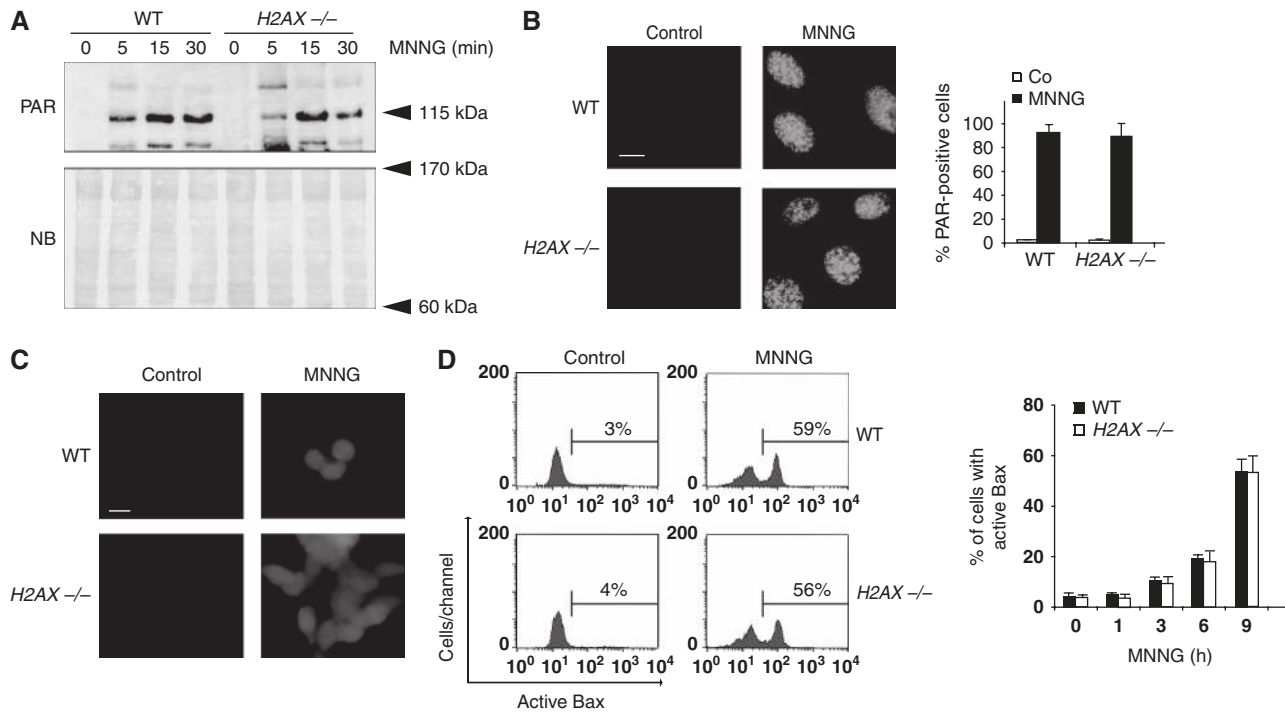 A
WT
H2AX –/–
0 5 15 30 0 5 15 30 MNNG (min)
PAR
115 kDa
170 kDa
NB
60 kDa
B
Control
MNNG
WT
H2AX –/–
Co
MNNG
% PAR-positive cells
100
80
60
40
20
0
WT
H2AX –/–
C
Control
MNNG
WT
H2AX –/–
D
Control
MNNG
200
3%
0
10⁰ 10¹ 10² 10³ 10⁴
200
59%
0
10⁰ 10¹ 10² 10³ 10⁴
WT
200
4%
0
10⁰ 10¹ 10² 10³ 10⁴
200
56%
0
10⁰ 10¹ 10² 10³ 10⁴
H2AX –/–
Cells/channel
Active Bax
WT
H2AX –/–
% of cells with
active Bax
80
60
40
20
0
0 1 3 6 9
MNNG (h)